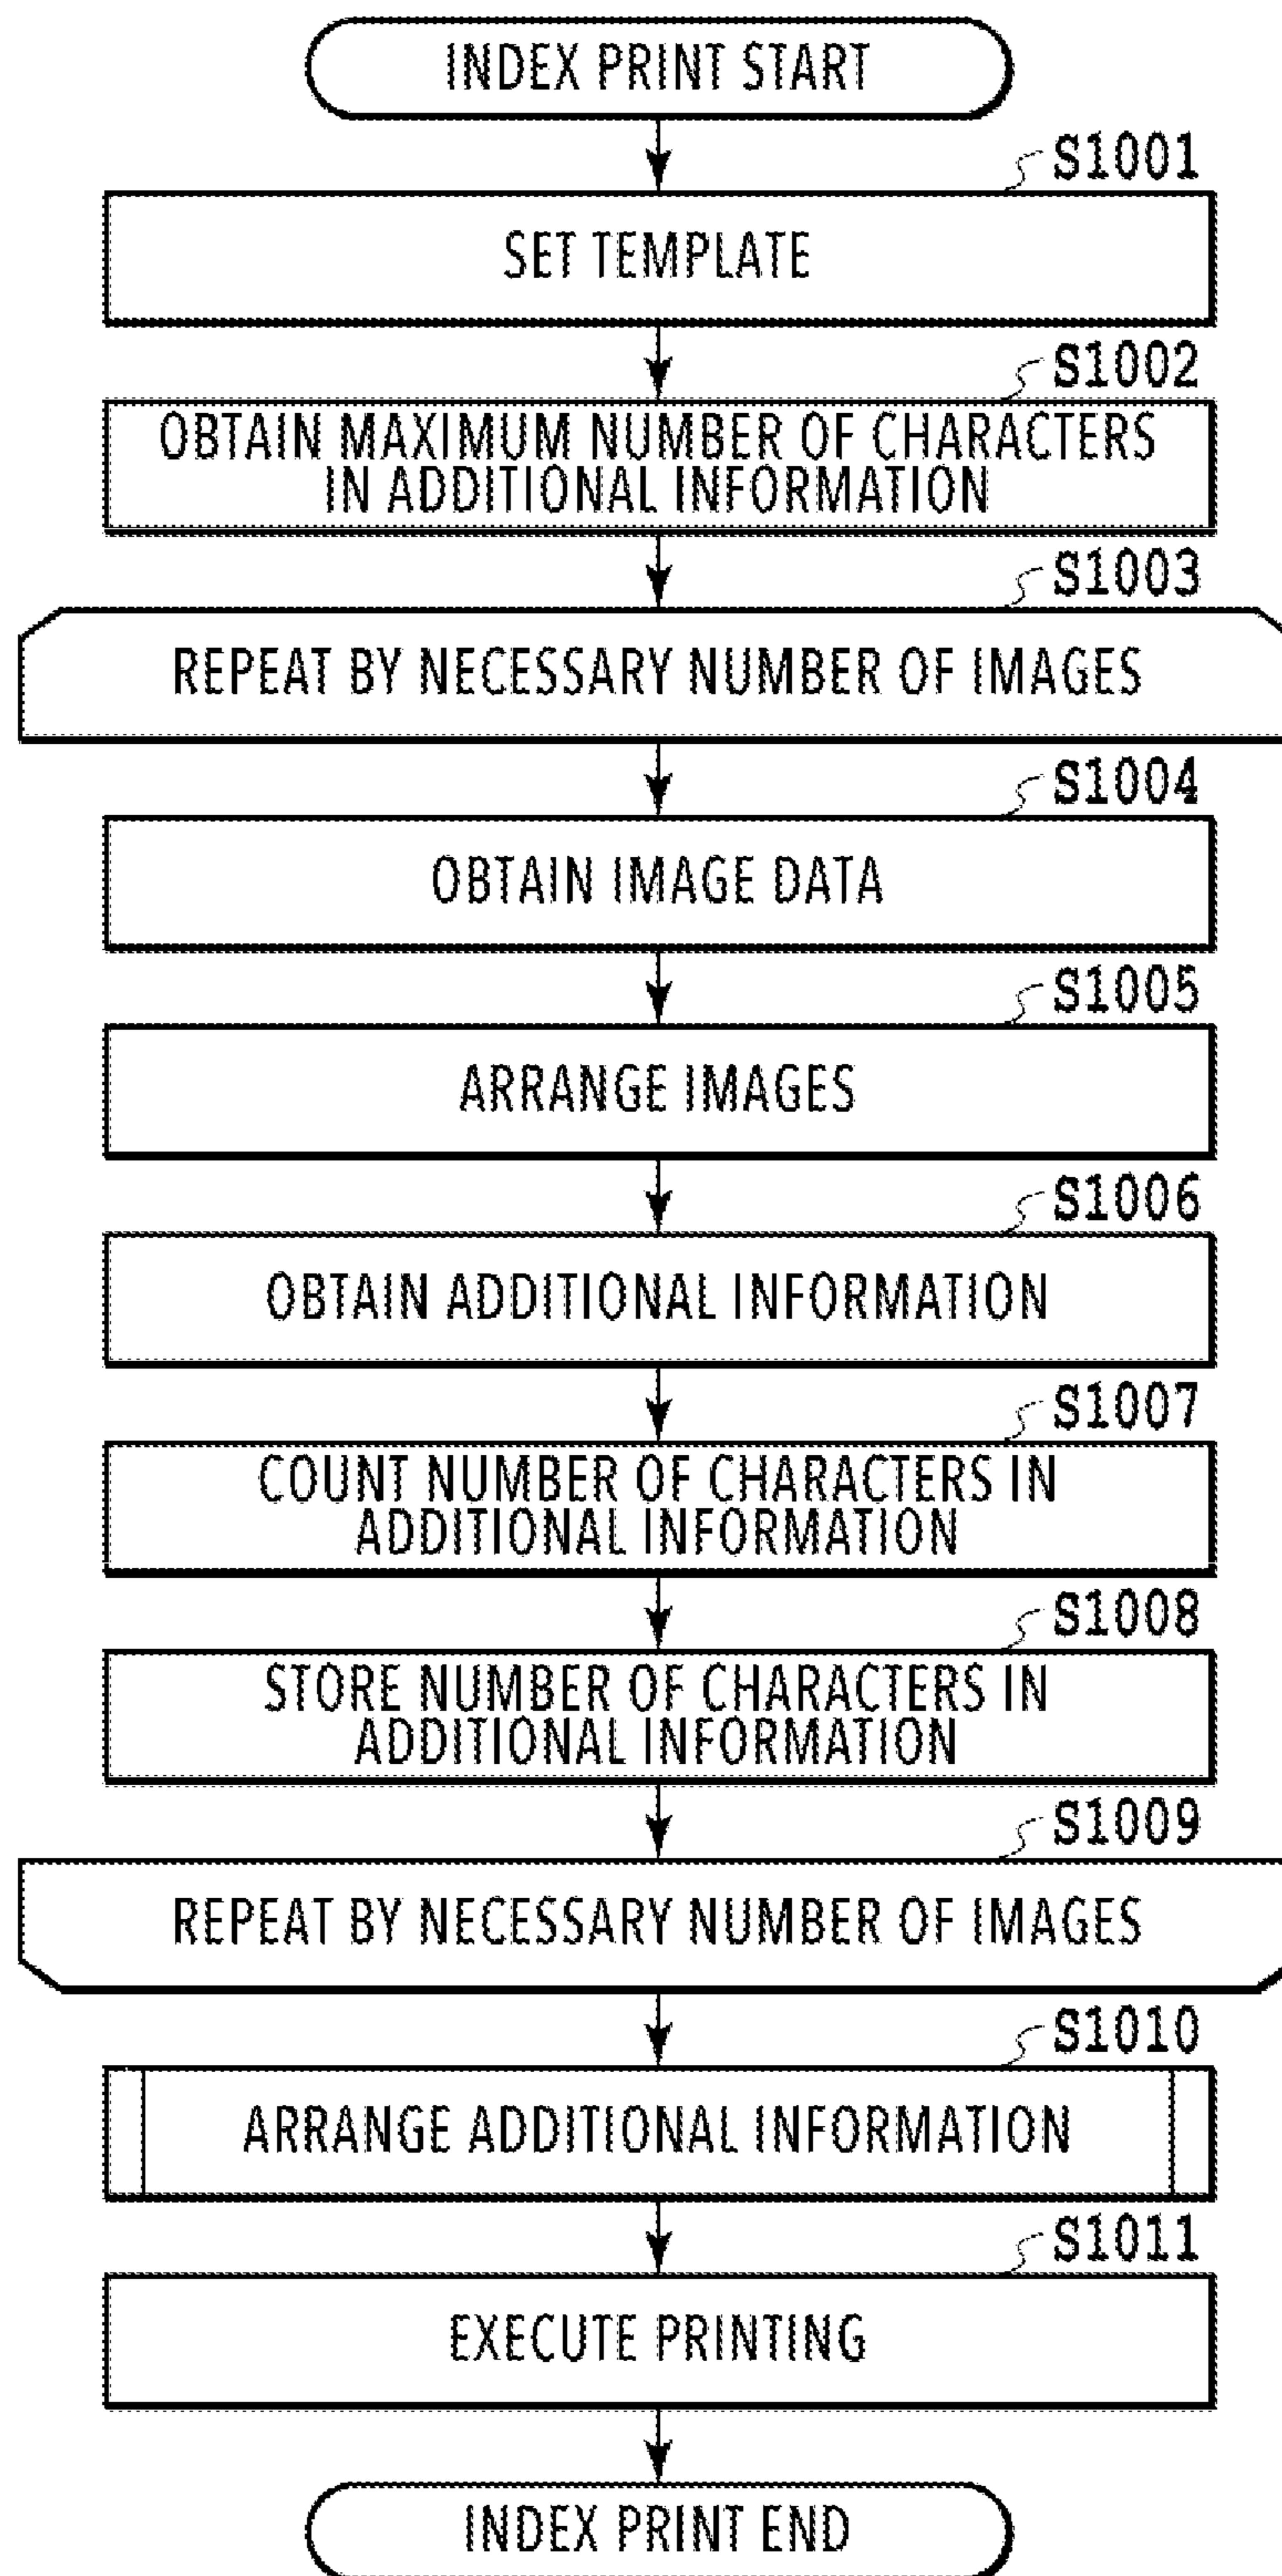 INDEX PRINT START
S1001
SET TEMPLATE
S1002
OBTAIN MAXIMUM NUMBER OF CHARACTERS
IN ADDITIONAL INFORMATION
S1003
REPEAT BY NECESSARY NUMBER OF IMAGES
S1004
OBTAIN IMAGE DATA
S1005
ARRANGE IMAGES
S1006
OBTAIN ADDITIONAL INFORMATION
S1007
COUNT NUMBER OF CHARACTERS IN
ADDITIONAL INFORMATION
S1008
STORE NUMBER OF CHARACTERS IN
ADDITIONAL INFORMATION
S1009
REPEAT BY NECESSARY NUMBER OF IMAGES
S1010
ARRANGE ADDITIONAL INFORMATION
S1011
EXECUTE PRINTING
INDEX PRINT END